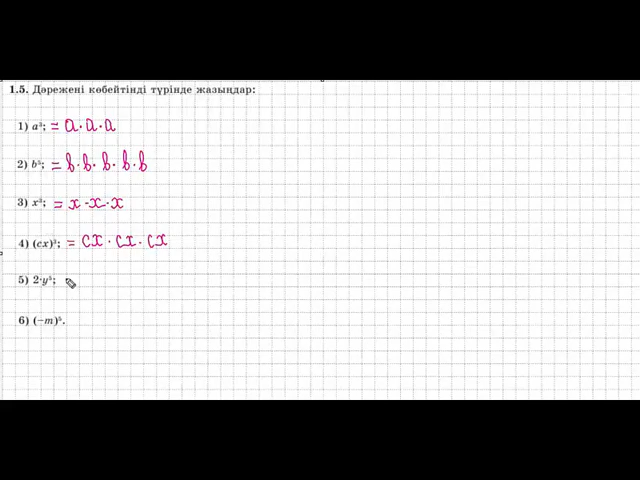 1.5. Дәрежені көбейтінді түрінде жазыңдар:
1) a³; = a·a·a
2) b⁵; = b·b·b·b·b
3) x³; = x·x·x
4) (cx)³; = cx · cx · cx
5) 2·y⁵;
6) (−m)⁵.